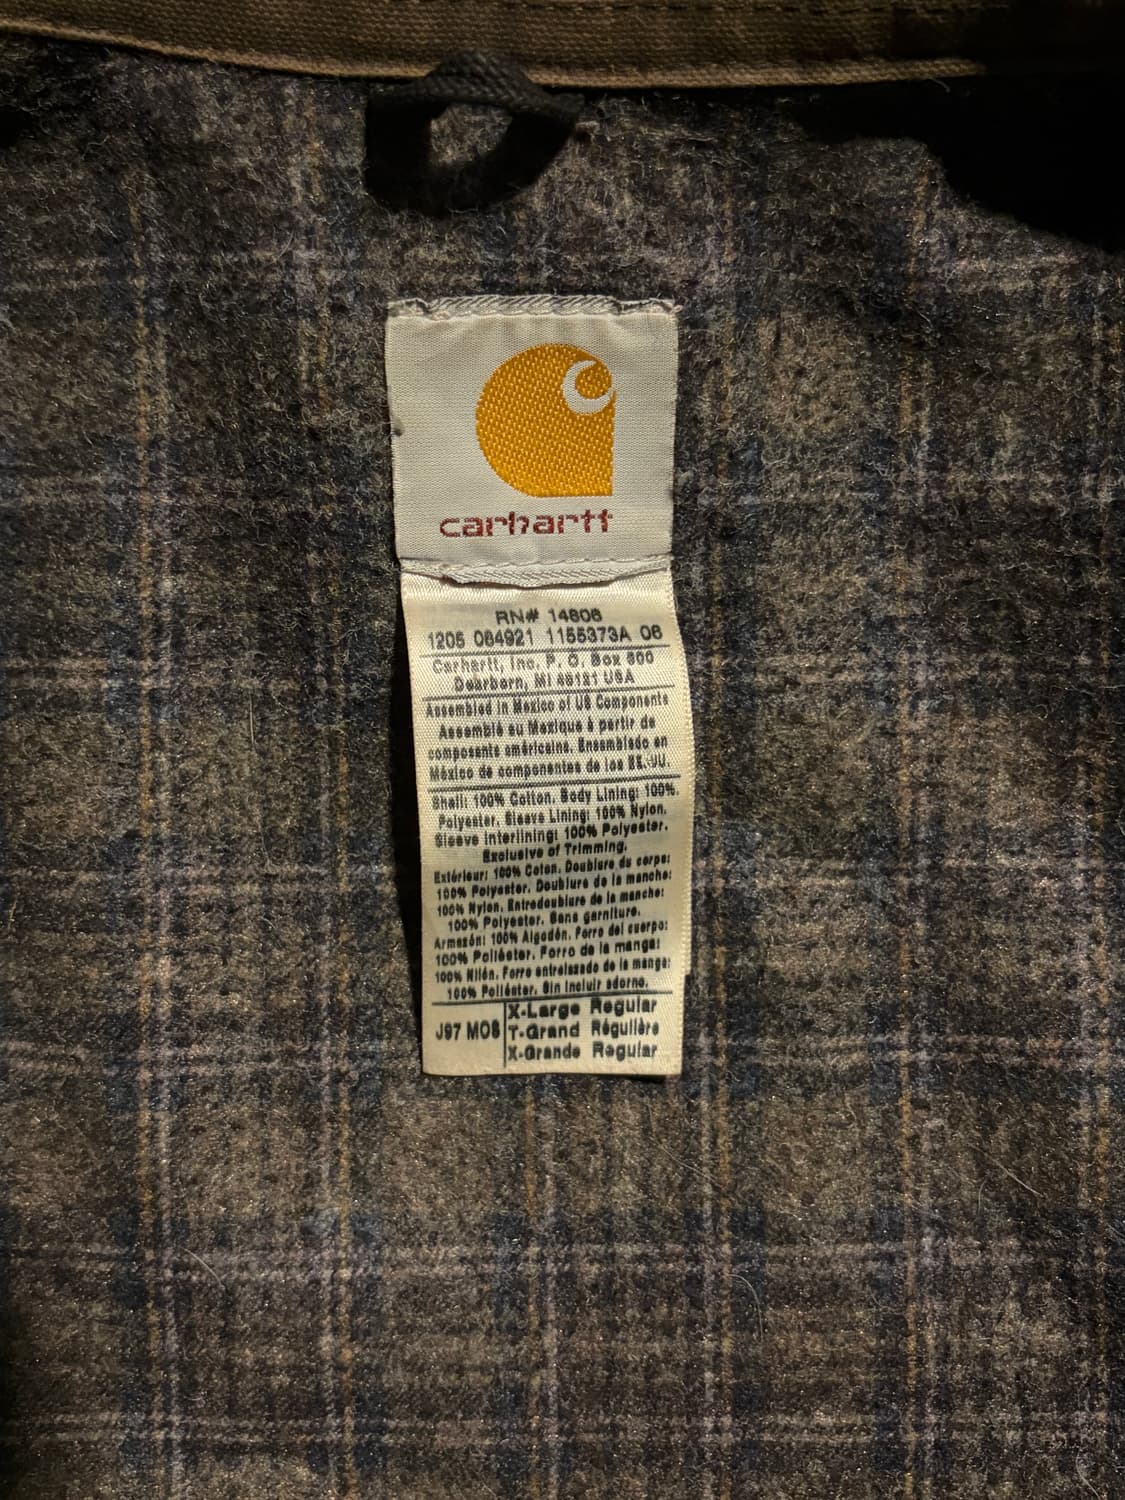 carhartt
RN# 14806
1205 084921 1155373A 06
Carhartt, Inc. P. O. Box 600
Dearborn, MI 48121 USA
Assembled in Mexico of US Components
Assemblé au Mexique à partir de
composants américains. Ensamblado en
México de componentes de los EE.UU.
Shell: 100% Cotton. Body Lining: 100%
Polyester. Sleeve Lining: 100% Nylon.
Sleeve Interlining: 100% Polyester.
Exclusive of Trimming.
Extérieur: 100% Coton. Doublure du corps:
100% Polyester. Doublure de la manche:
100% Nylon. Entredoublure de la manche:
100% Polyester. Sans garniture.
Armazón: 100% Algodón. Forro del cuerpo:
100% Poliéster. Forro de la manga:
100% Nilón. Forro entrelazado de la manga:
100% Poliéster. Sin incluir adorno.
J97 MOS
X-Large Regular
T-Grand Régulière
X-Grande Regular